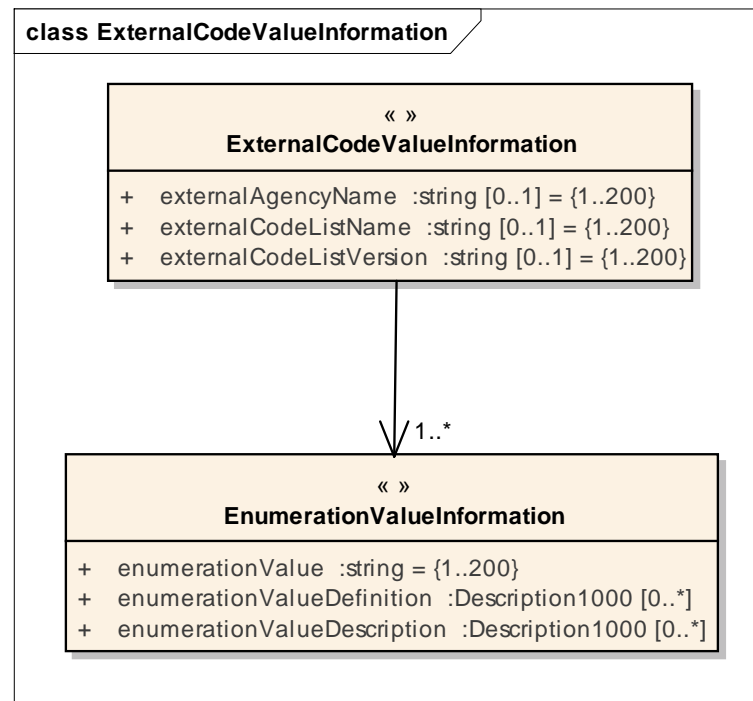 class ExternalCodeValueInformation
« »
ExternalCodeValueInformation
+ externalAgencyName :string [0..1] = {1..200}
+ externalCodeListName :string [0..1] = {1..200}
+ externalCodeListVersion :string [0..1] = {1..200}
1..*
« »
EnumerationValueInformation
+ enumerationValue :string = {1..200}
+ enumerationValueDefinition :Description1000 [0..*]
+ enumerationValueDescription :Description1000 [0..*]